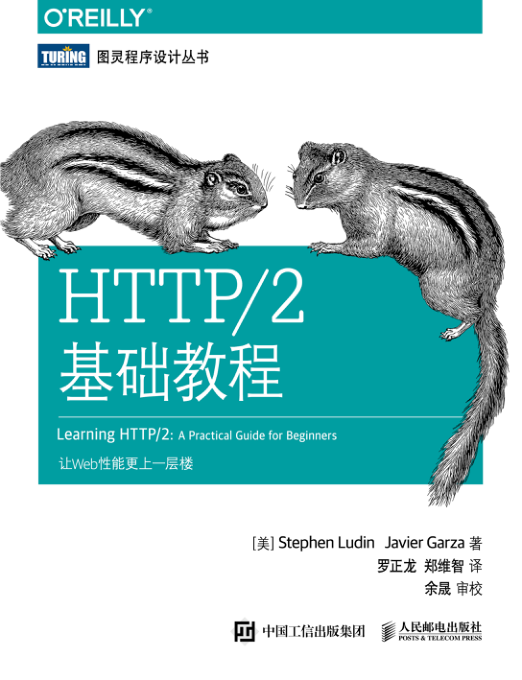 O'REILLY®
TURING 图灵程序设计丛书
HTTP/2
基础教程
Learning HTTP/2: A Practical Guide for Beginners
让Web性能更上一层楼
[美] Stephen Ludin Javier Garza 著
罗正龙 郑维智 译
余晟 审校
中国工信出版集团 人民邮电出版社
POSTS & TELECOM PRESS